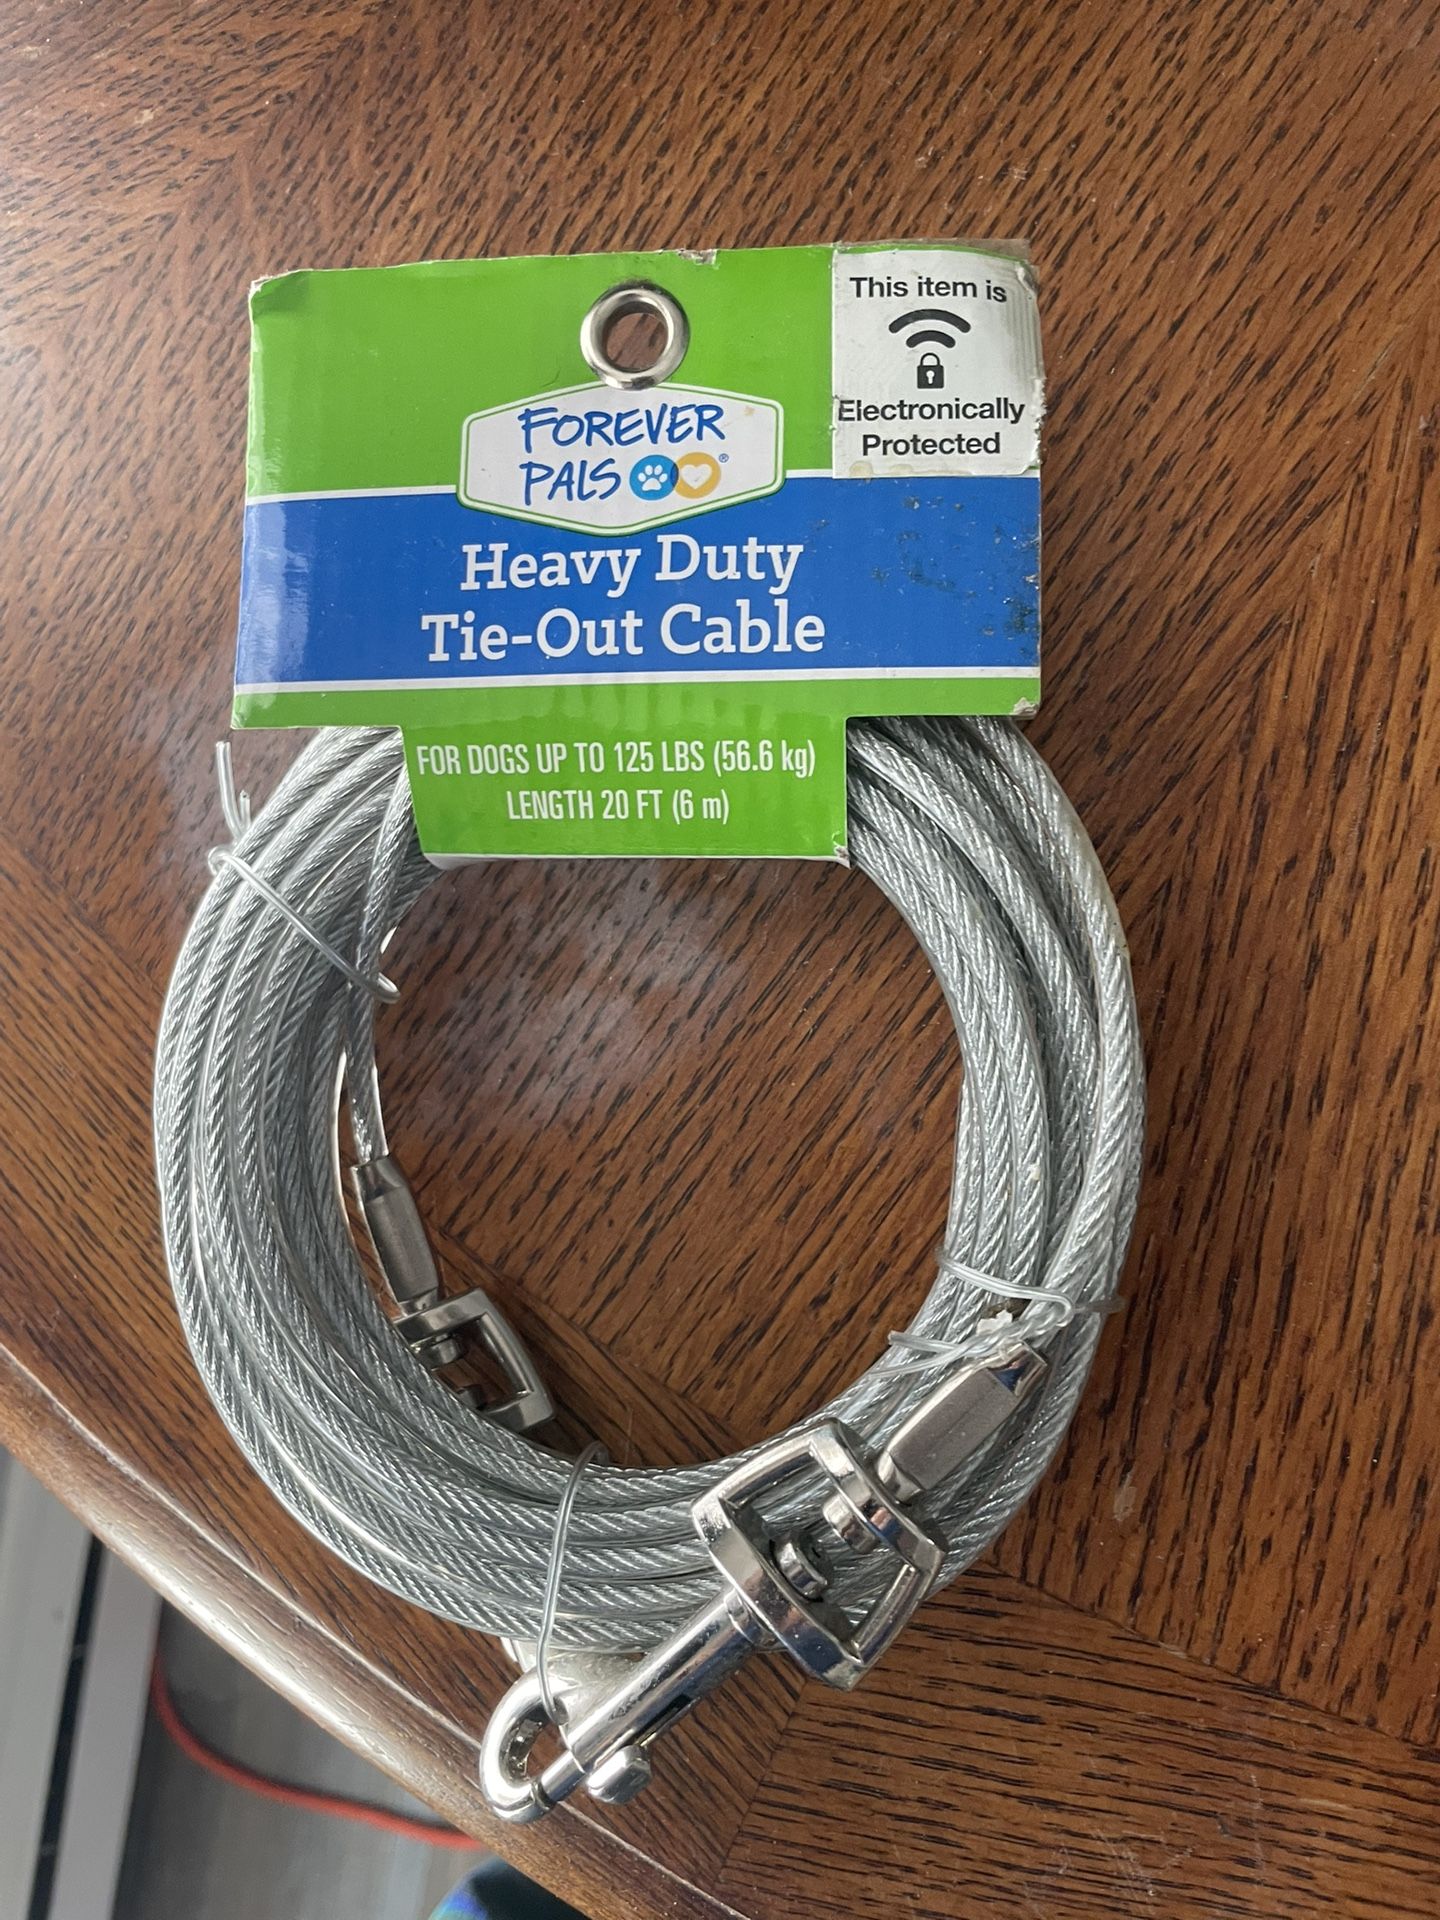 This item is
Electronically
Protected
FOREVER
PALS®
Heavy Duty
Tie-Out Cable
FOR DOGS UP TO 125 LBS (56.6 kg)
LENGTH 20 FT (6 m)